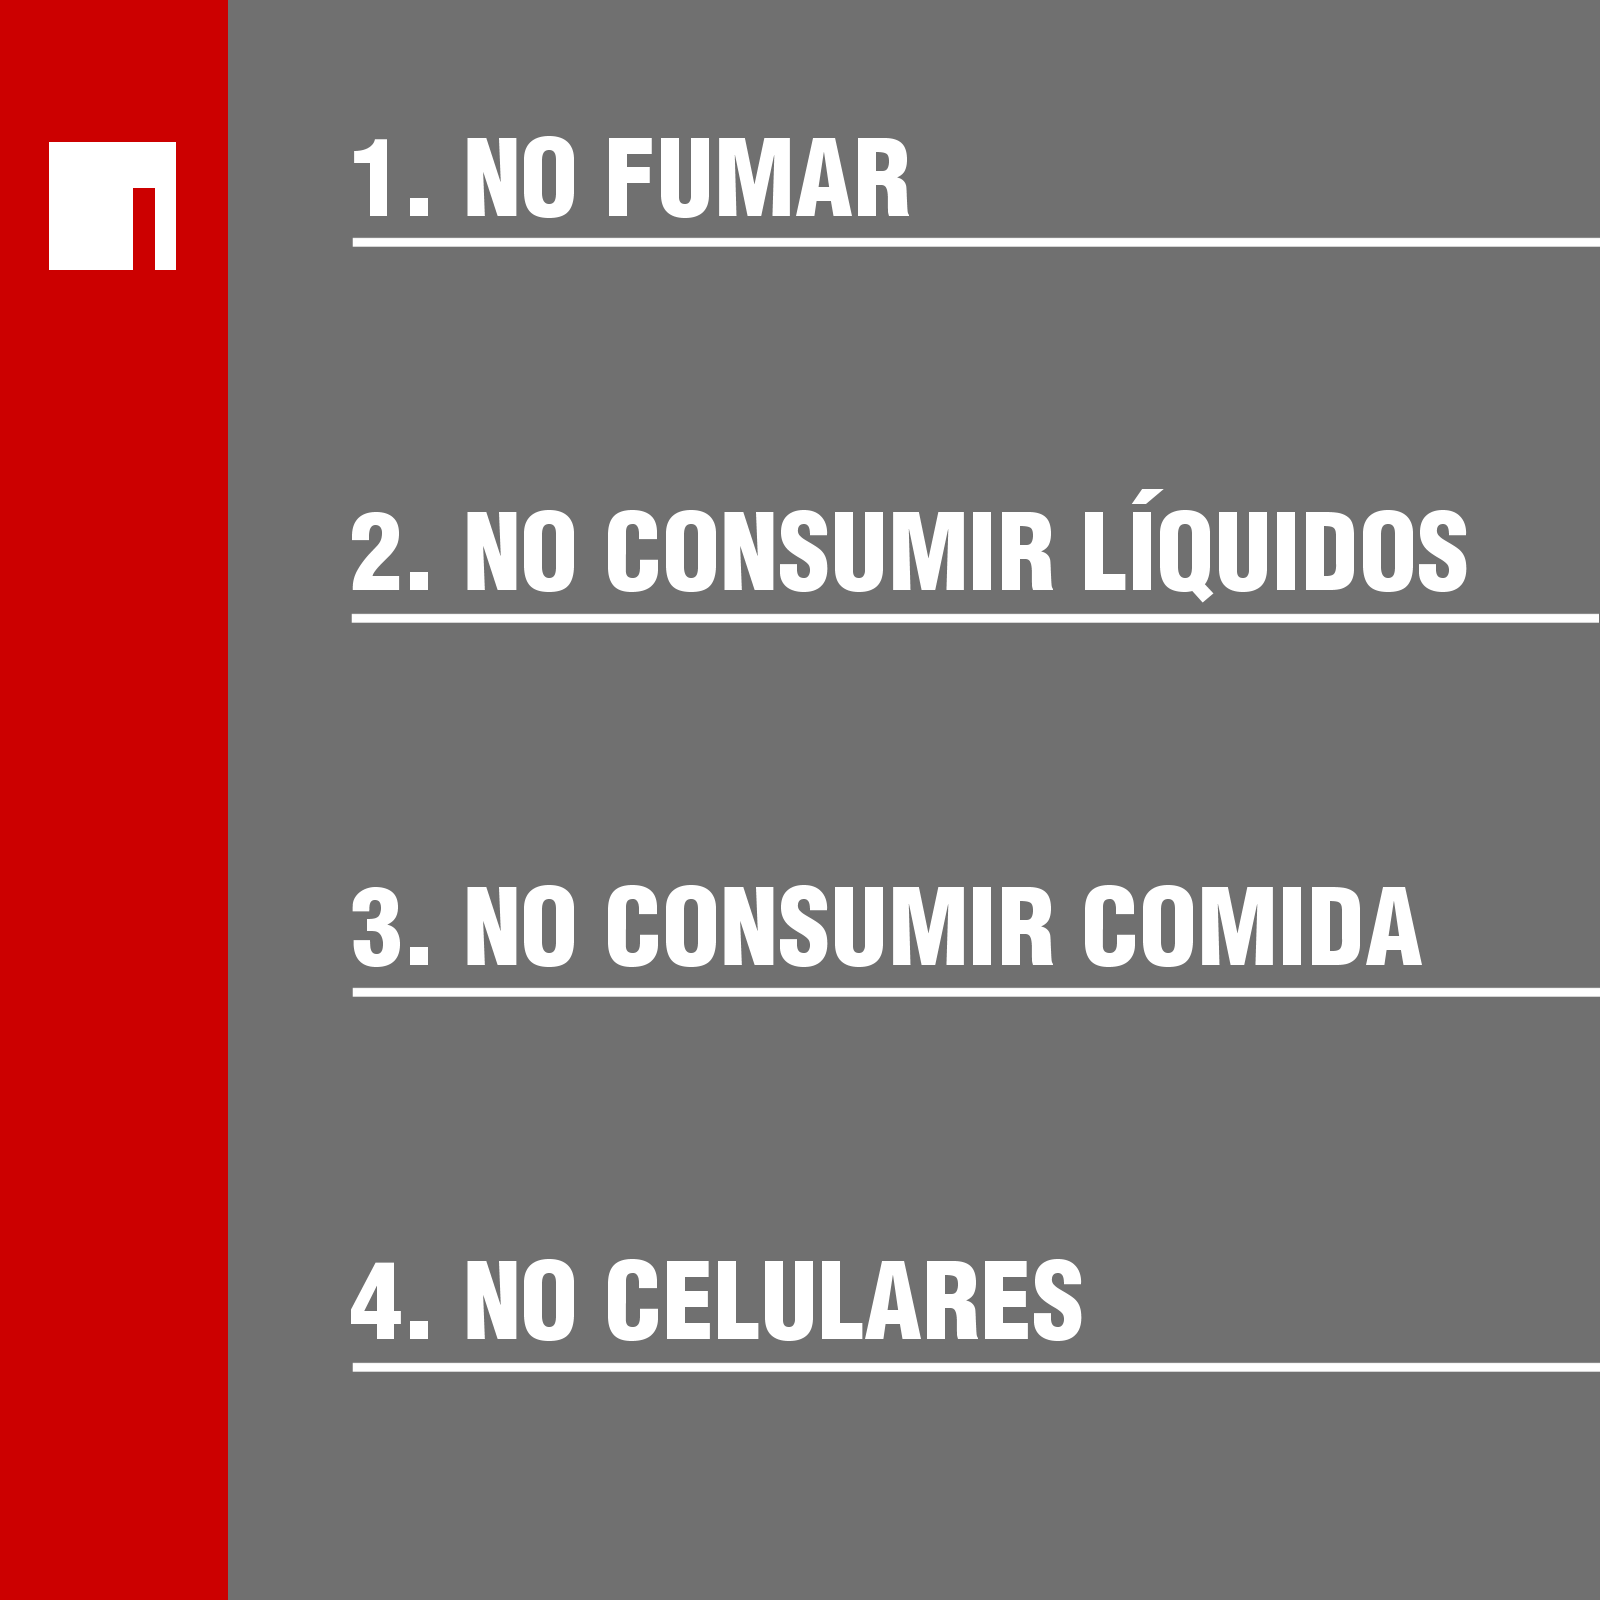 1. NO FUMAR
2. NO CONSUMIR LÍQUIDOS
3. NO CONSUMIR COMIDA
4. NO CELULARES